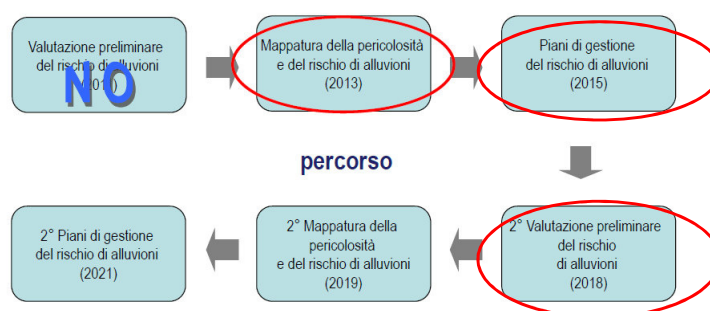 Valutazione preliminare
del rischio di alluvioni
NO
Mappatura della pericolosità
e del rischio di alluvioni
(2013)
Piani di gestione
del rischio di alluvioni
(2015)
percorso
2° Piani di gestione
del rischio di alluvioni
(2021)
2° Mappatura della
pericolosità
e del rischio di alluvioni
(2019)
2° Valutazione preliminare
del rischio
di alluvioni
(2018)